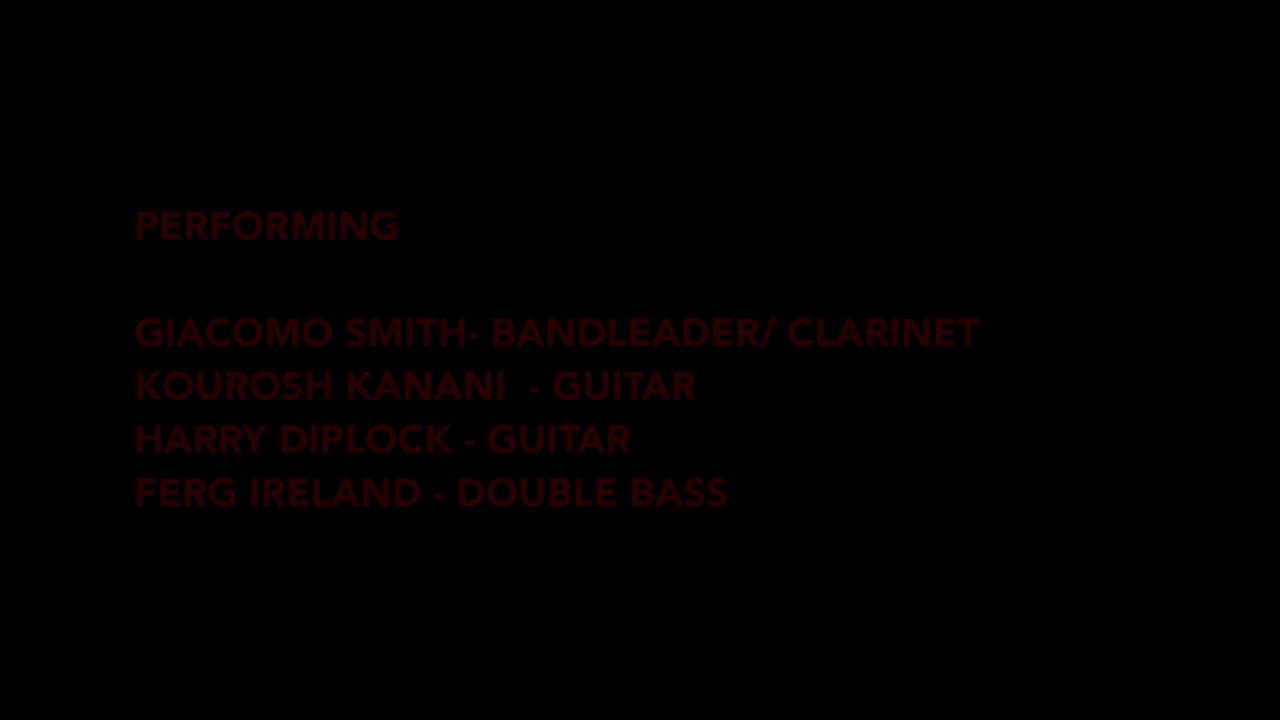 PERFORMING
GIACOMO SMITH- BANDLEADER/ CLARINET
KOUROSH KANANI  - GUITAR
HARRY DIPLOCK - GUITAR
FERG IRELAND - DOUBLE BASS